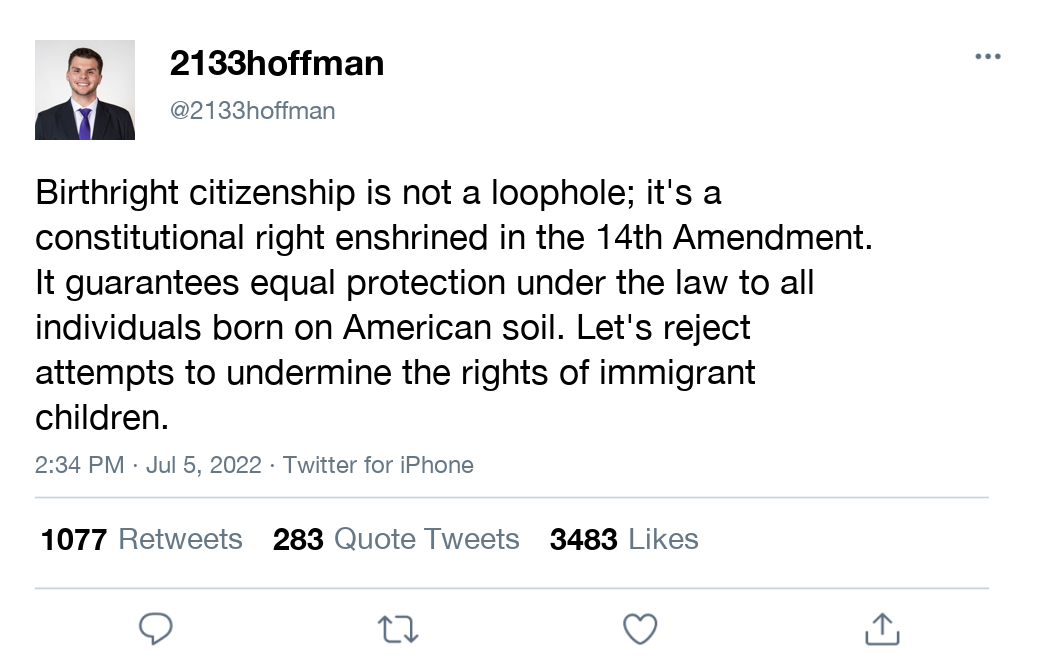 2133hoffman
@2133hoffman
Birthright citizenship is not a loophole; it's a
constitutional right enshrined in the 14th Amendment.
It guarantees equal protection under the law to all
individuals born on American soil. Let's reject
attempts to undermine the rights of immigrant
children.
2:34 PM · Jul 5, 2022 · Twitter for iPhone
1077 Retweets 283 Quote Tweets 3483 Likes